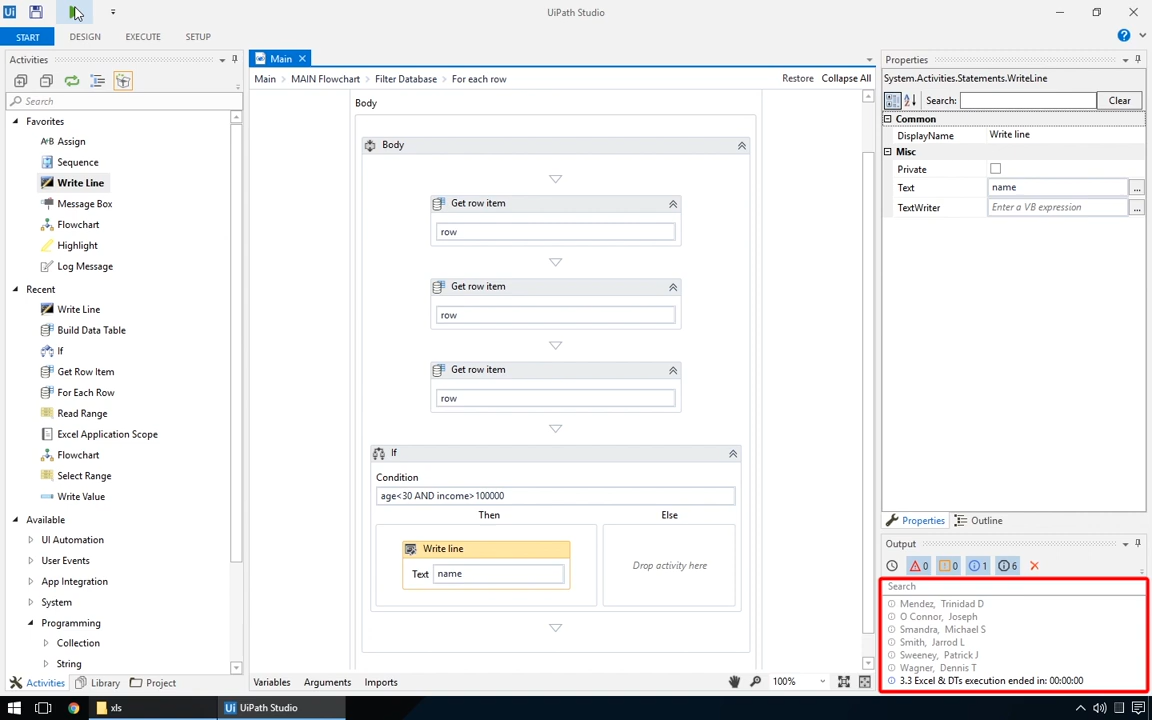 Ui
UiPath Studio
START
DESIGN
EXECUTE
SETUP
Activities
Search
Favorites
A+B Assign
Sequence
Write Line
Message Box
Flowchart
Highlight
Log Message
Recent
Write Line
Build Data Table
If
Get Row Item
For Each Row
Read Range
Excel Application Scope
Flowchart
Select Range
Write Value
Available
UI Automation
User Events
App Integration
System
Programming
Collection
String
Activities
Library
Project
Main
Main > MAIN Flowchart > Filter Database > For each row
Restore
Collapse All
Body
Body
Get row item
row
Get row item
row
Get row item
row
If
Condition
age<30 AND income>100000
Then
Else
Write line
Text
name
Drop activity here
Variables
Arguments
Imports
100%
Properties
System.Activities.Statements.WriteLine
Search:
Clear
Common
DisplayName
Write line
Misc
Private
Text
name
...
TextWriter
Enter a VB expression
...
Properties
Outline
Output
0
0
1
6
Search
Mendez, Trinidad D
O Connor, Joseph
Smandra, Michael S
Smith, Jarrod L
Sweeney, Patrick J
Wagner, Dennis T
3.3 Excel & DTs execution ended in: 00:00:00
xls
Ui
UiPath Studio